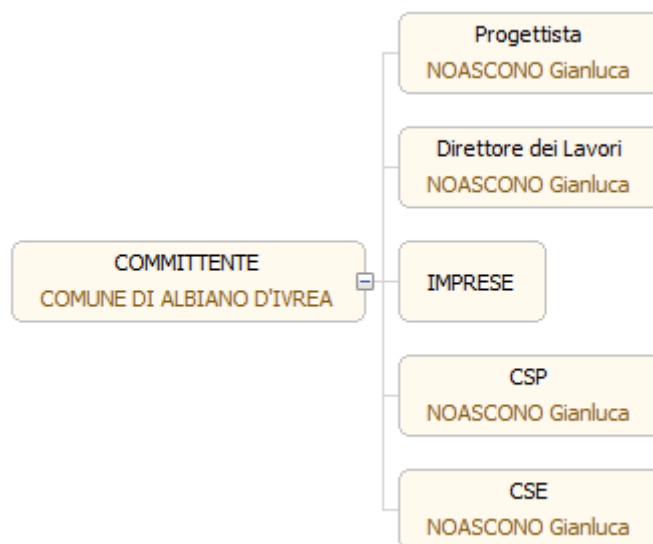 Progettista
NOASCONO Gianluca
Direttore dei Lavori
NOASCONO Gianluca
COMMITTENTE
COMUNE DI ALBIANO D'IVREA
IMPRESE
CSP
NOASCONO Gianluca
CSE
NOASCONO Gianluca